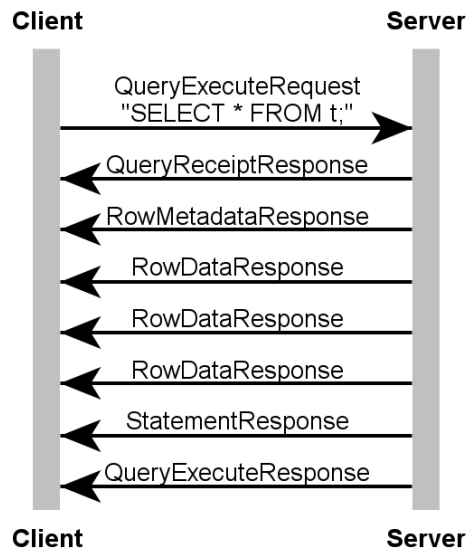 Client Server
QueryExecuteRequest
"SELECT * FROM t;"
QueryReceiptResponse
RowMetadataResponse
RowDataResponse
RowDataResponse
RowDataResponse
StatementResponse
QueryExecuteResponse
Client Server